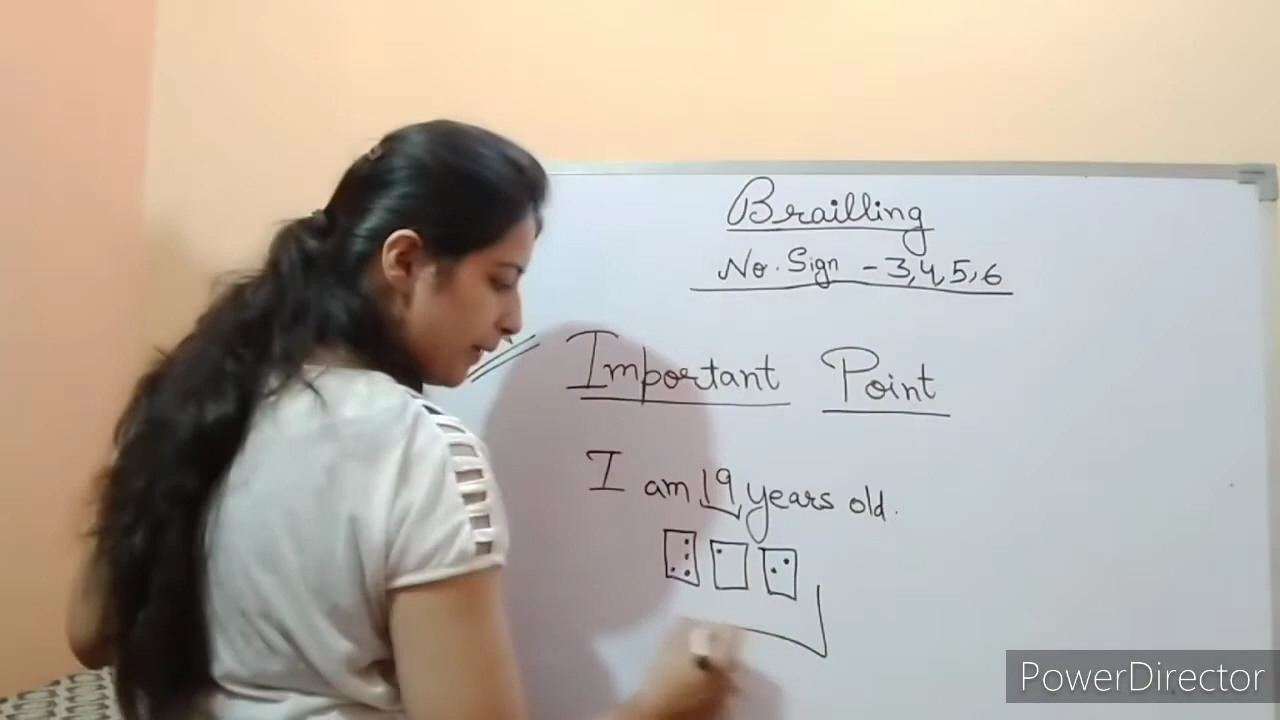 Brailling
No. Sign - 3,4,5,6
Important Point
I am 19 years old.
PowerDirector